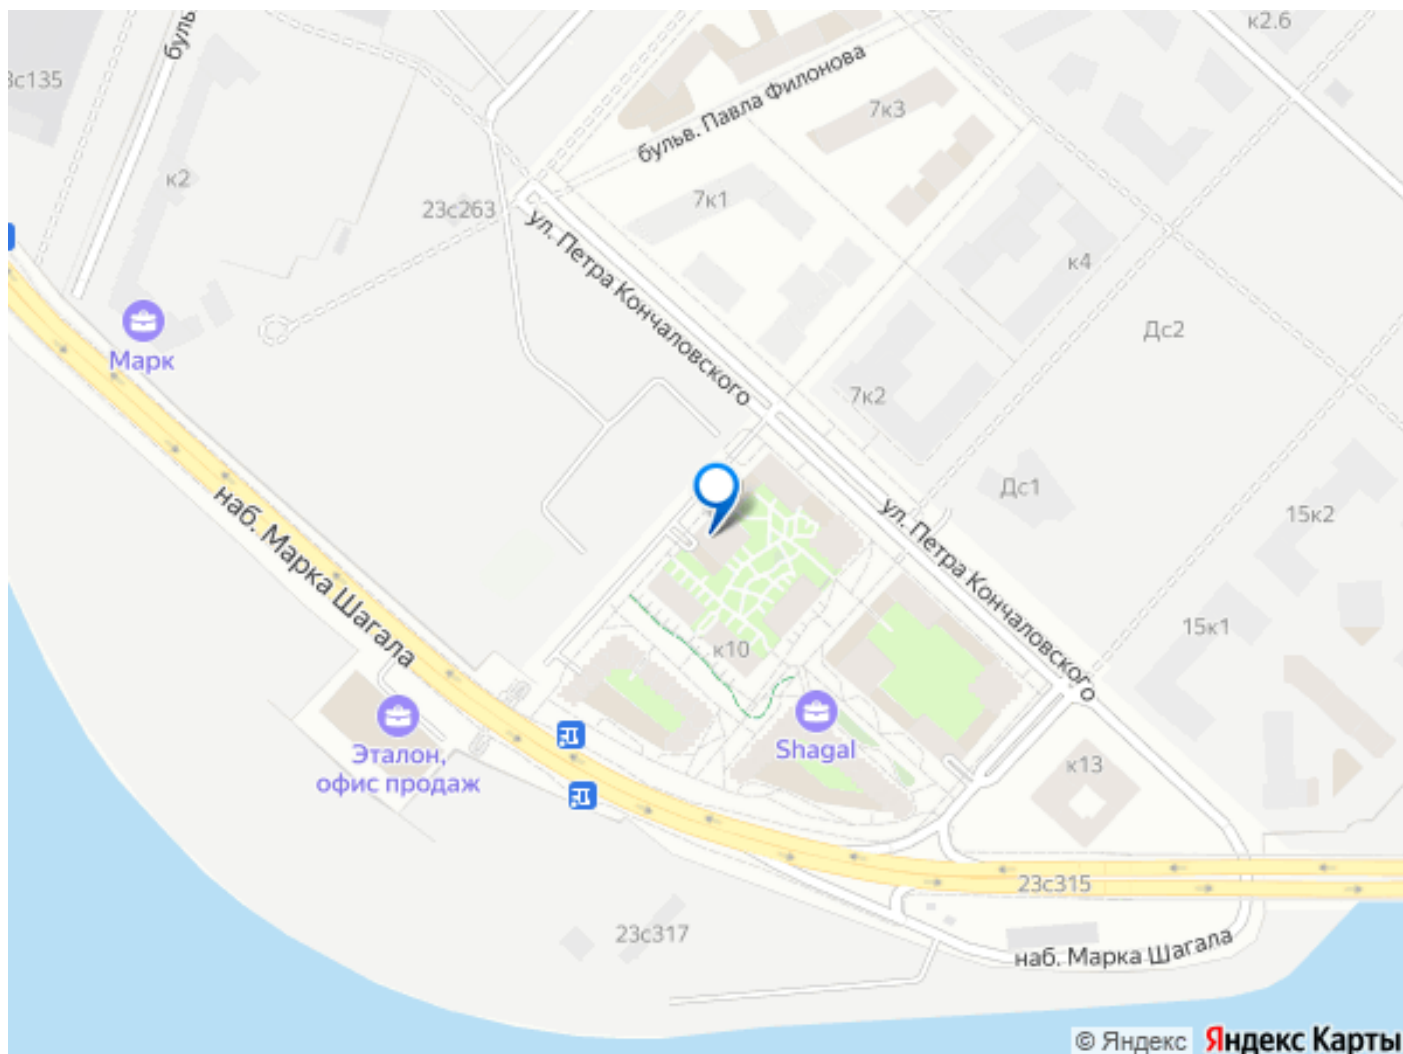 к2.6
буль
3с135
бульв. Павла Филонова
7к3
к2
7к1
23с263
ул. Петра Кончаловского
к4
Дс2
Марк
7к2
Дс1
ул. Петра Кончаловского
15к2
наб. Марка Шагала
15к1
к10
Shagal
Эталон,
офис продаж
к13
23с315
23с317
наб. Марка Шагала
© Яндекс Яндекс Карты